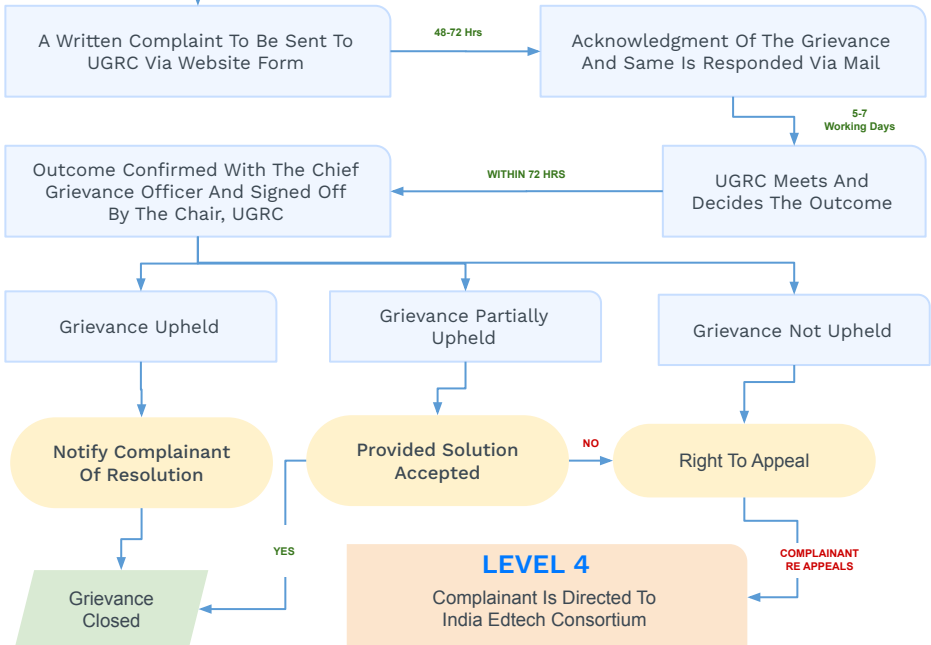 A Written Complaint To Be Sent To
UGRC Via Website Form
48-72 Hrs
Acknowledgment Of The Grievance
And Same Is Responded Via Mail
5-7
Working Days
Outcome Confirmed With The Chief
Grievance Officer And Signed Off
By The Chair, UGRC
WITHIN 72 HRS
UGRC Meets And
Decides The Outcome
Grievance Upheld
Grievance Partially
Upheld
Grievance Not Upheld
Notify Complainant
Of Resolution
Provided Solution
Accepted
NO
Right To Appeal
YES
COMPLAINANT
RE APPEALS
Grievance
Closed
LEVEL 4
Complainant Is Directed To
India Edtech Consortium